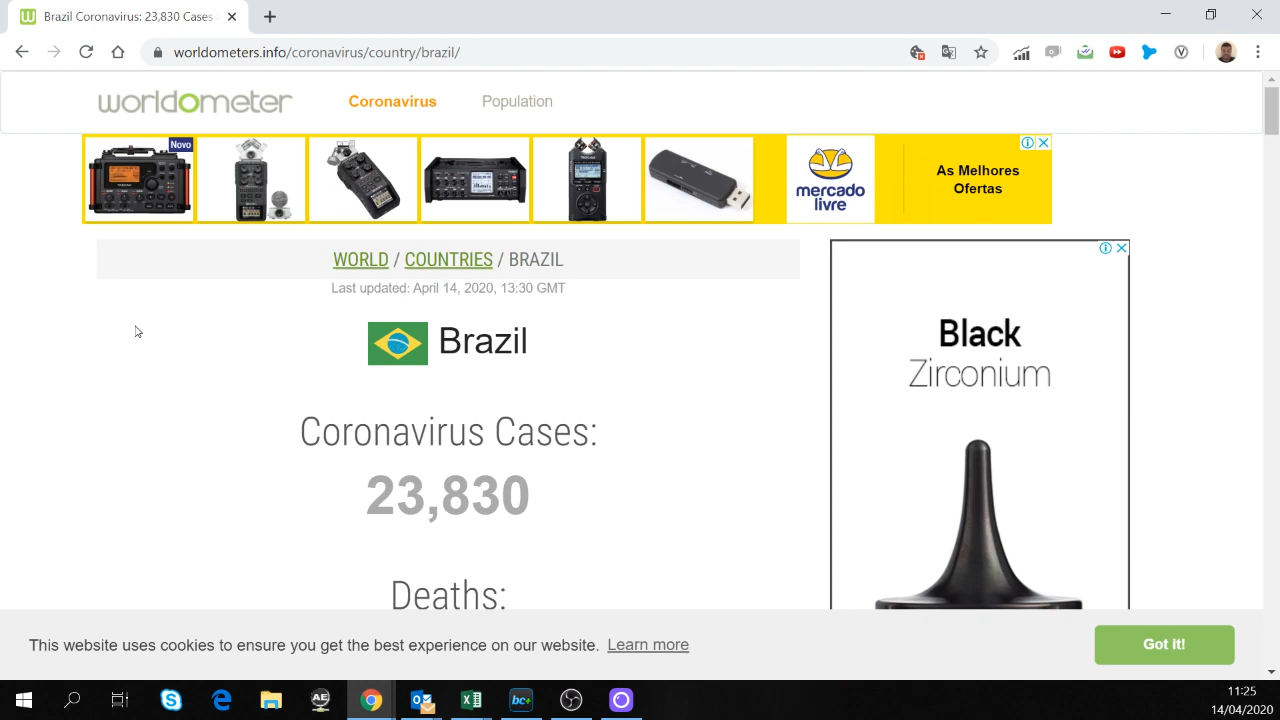 Brazil Coronavirus: 23,830 Cases
worldometers.info/coronavirus/country/brazil/
worldometer
Coronavirus
Population
Novo
mercado
livre
As Melhores
Ofertas
WORLD / COUNTRIES / BRAZIL
Last updated: April 14, 2020, 13:30 GMT
Brazil
Coronavirus Cases:
23,830
Deaths:
Black
Zirconium
This website uses cookies to ensure you get the best experience on our website. Learn more
Got it!
AE
bc+
11:25
14/04/2020